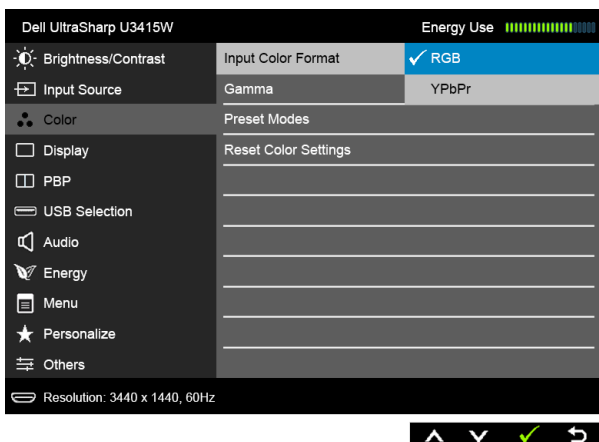 Dell UltraSharp U3415W Energy Use
Brightness/Contrast Input Color Format RGB
Input Source Gamma YPbPr
Color Preset Modes
Display Reset Color Settings
PBP
USB Selection
Audio
Energy
Menu
Personalize
Others
Resolution: 3440 x 1440, 60Hz